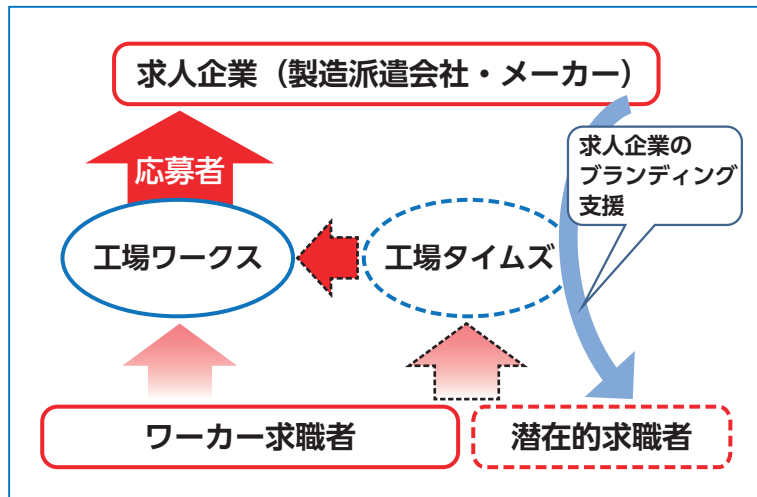 求人企業（製造派遣会社・メーカー）
応募者
求人企業の
ブランディング
支援
工場ワークス
工場タイムズ
ワーカー求職者
潜在的求職者